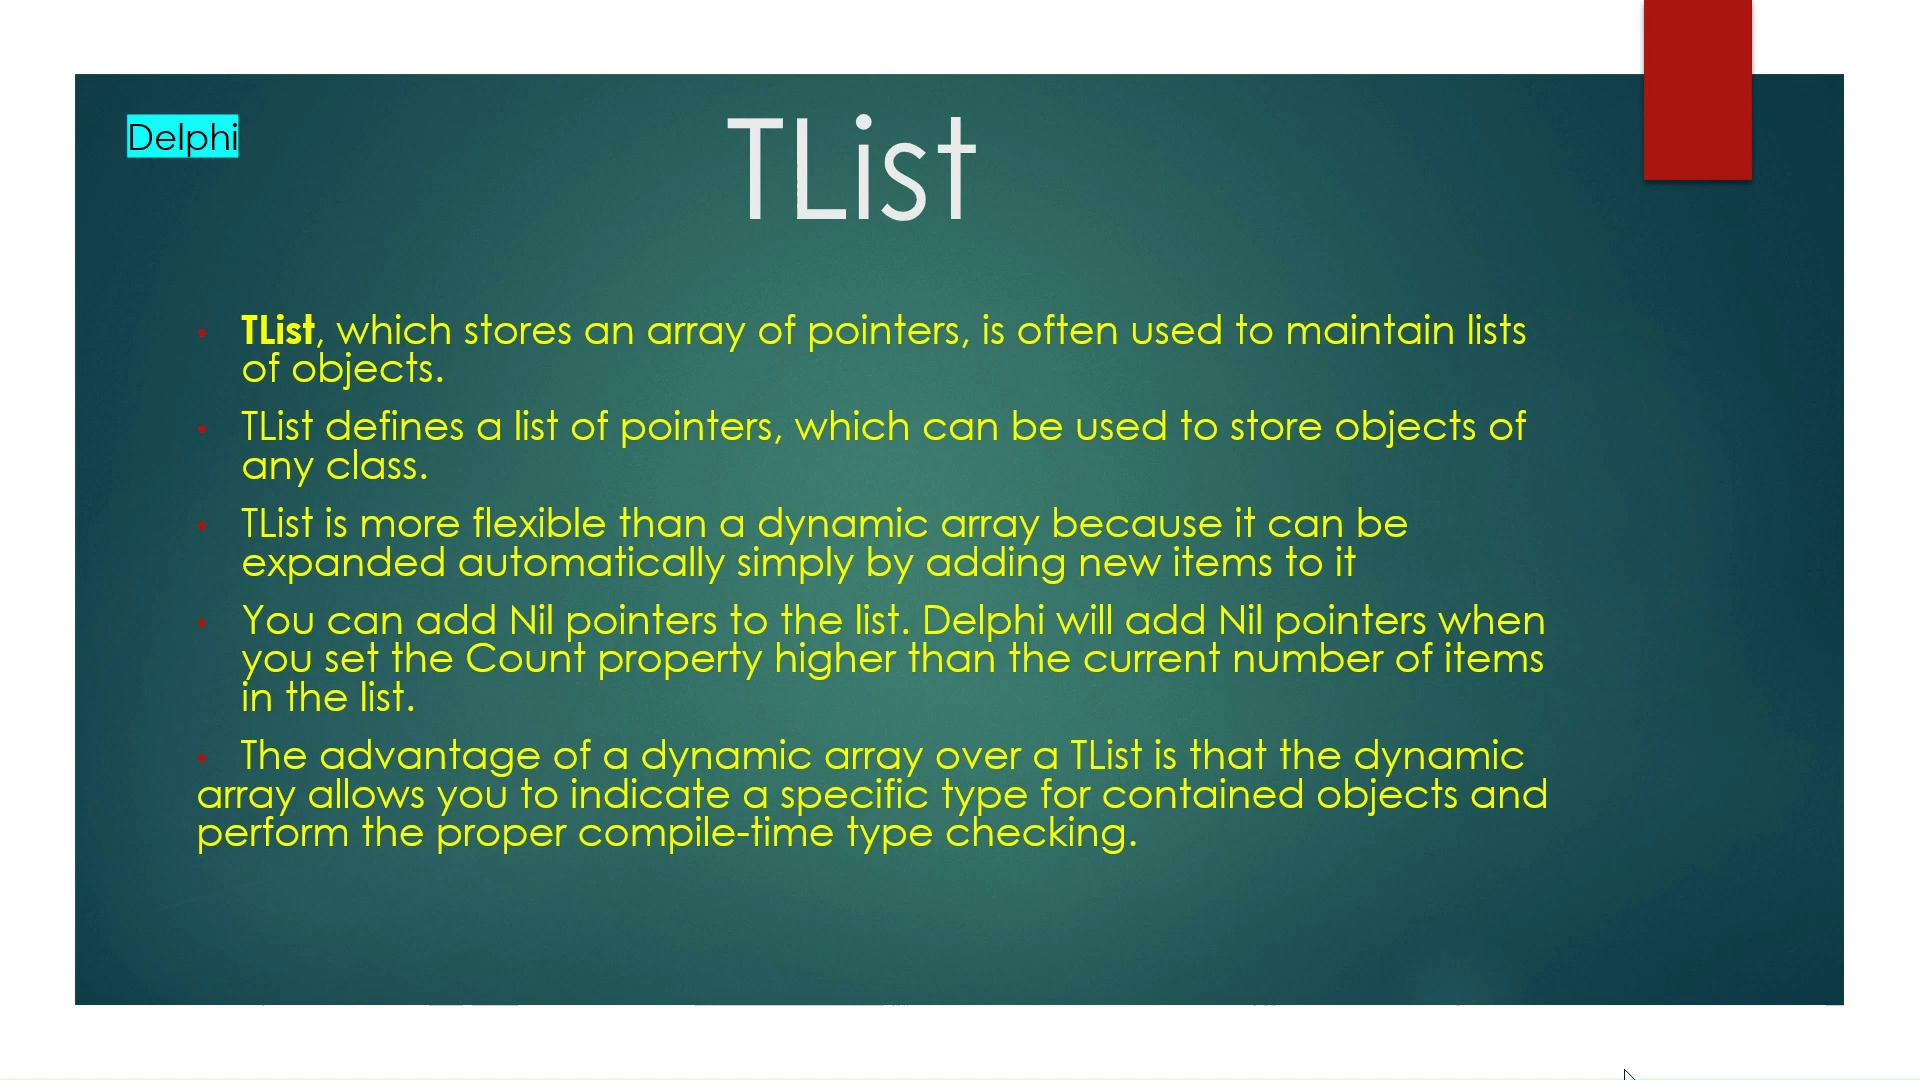 Delphi
TList
• TList, which stores an array of pointers, is often used to maintain lists
of objects.
• TList defines a list of pointers, which can be used to store objects of
any class.
• TList is more flexible than a dynamic array because it can be
expanded automatically simply by adding new items to it
• You can add Nil pointers to the list. Delphi will add Nil pointers when
you set the Count property higher than the current number of items
in the list.
• The advantage of a dynamic array over a TList is that the dynamic
array allows you to indicate a specific type for contained objects and
perform the proper compile-time type checking.